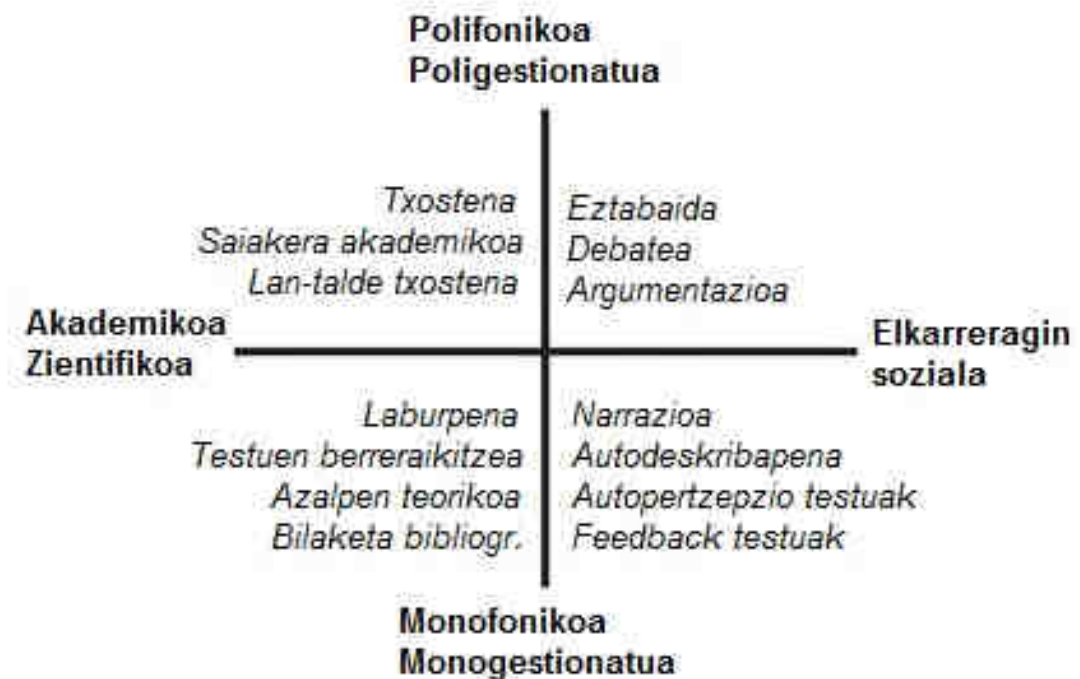 Polifonikoa
Poligestionatua
Txostena
Saiakera akademikoa
Lan-talde txostena
Eztabaida
Debatea
Argumentazioa
Akademikoa
Zientifikoa
Elkarreragin
soziala
Laburpena
Testuen berreraikitzea
Azalpen teorikoa
Bilaketa bibliogr.
Narrazioa
Autodeskribapena
Autopertzepzio testuak
Feedback testuak
Monofonikoa
Monogestionatua